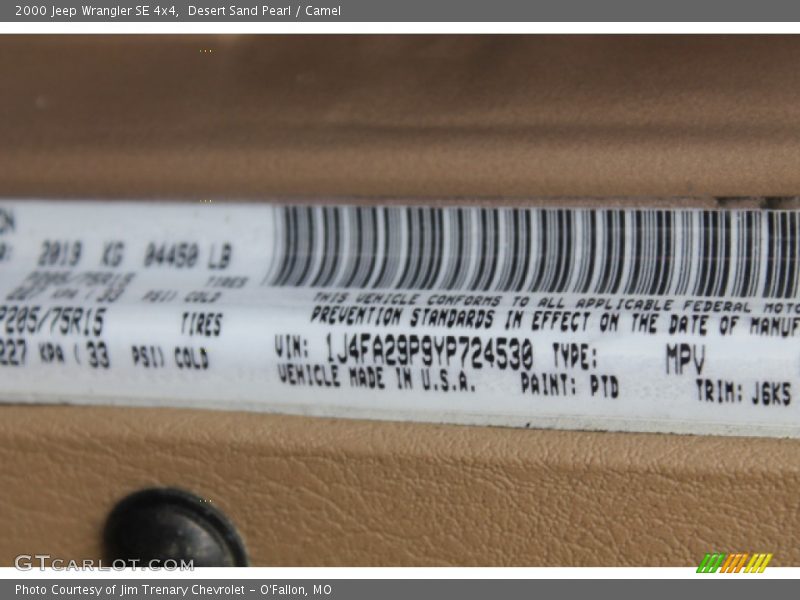 2000 Jeep Wrangler SE 4x4, Desert Sand Pearl / Camel
2019 KG 04450 LB
TIRES
PSI) COLD
THIS VEHICLE CONFORMS TO ALL APPLICABLE FEDERAL MOTO
PREVENTION STANDARDS IN EFFECT ON THE DATE OF MANUF
P205/75R15 TIRES
227 KPA ( 33 PSI) COLD
VIN: 1J4FA29P9YP724530 TYPE: MPV
VEHICLE MADE IN U.S.A. PAINT: PTD TRIM: J6K5
GTCARLOT.COM
Photo Courtesy of Jim Trenary Chevrolet - O'Fallon, MO